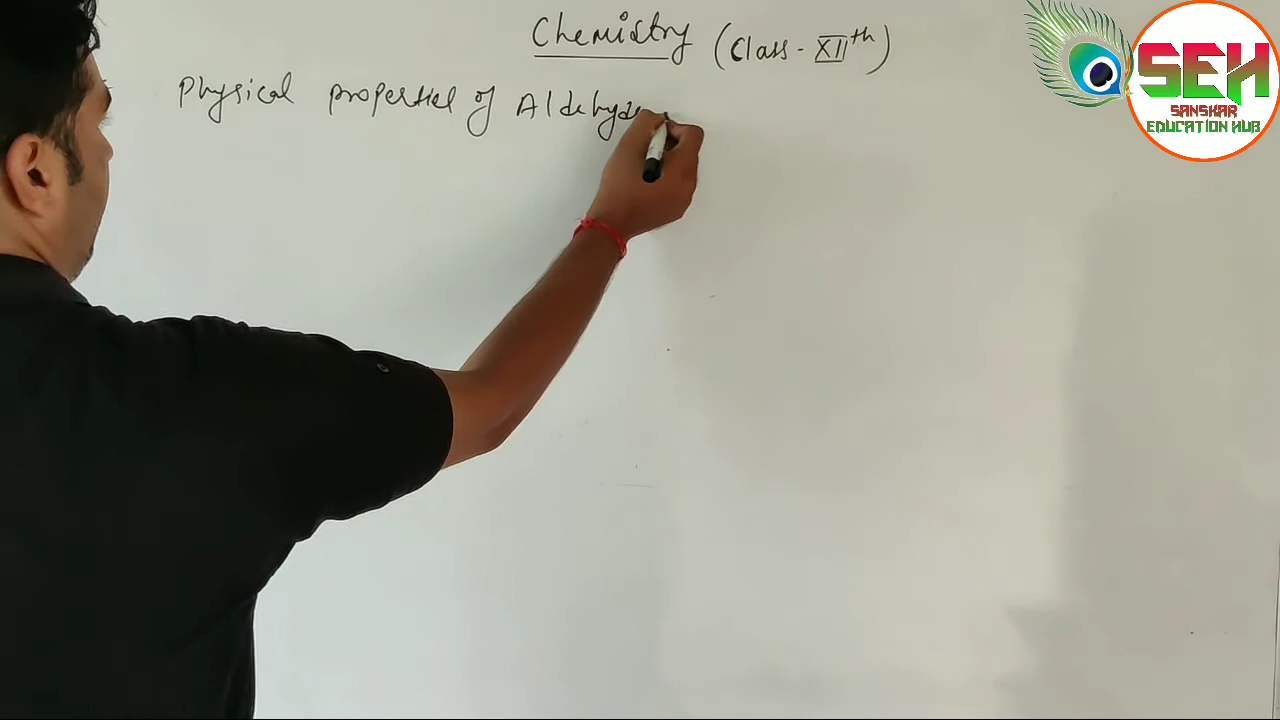 Chemistry (Class - XIIth)
Physical properties of Aldehyde
SEH
SANSKAR
EDUCATION HUB